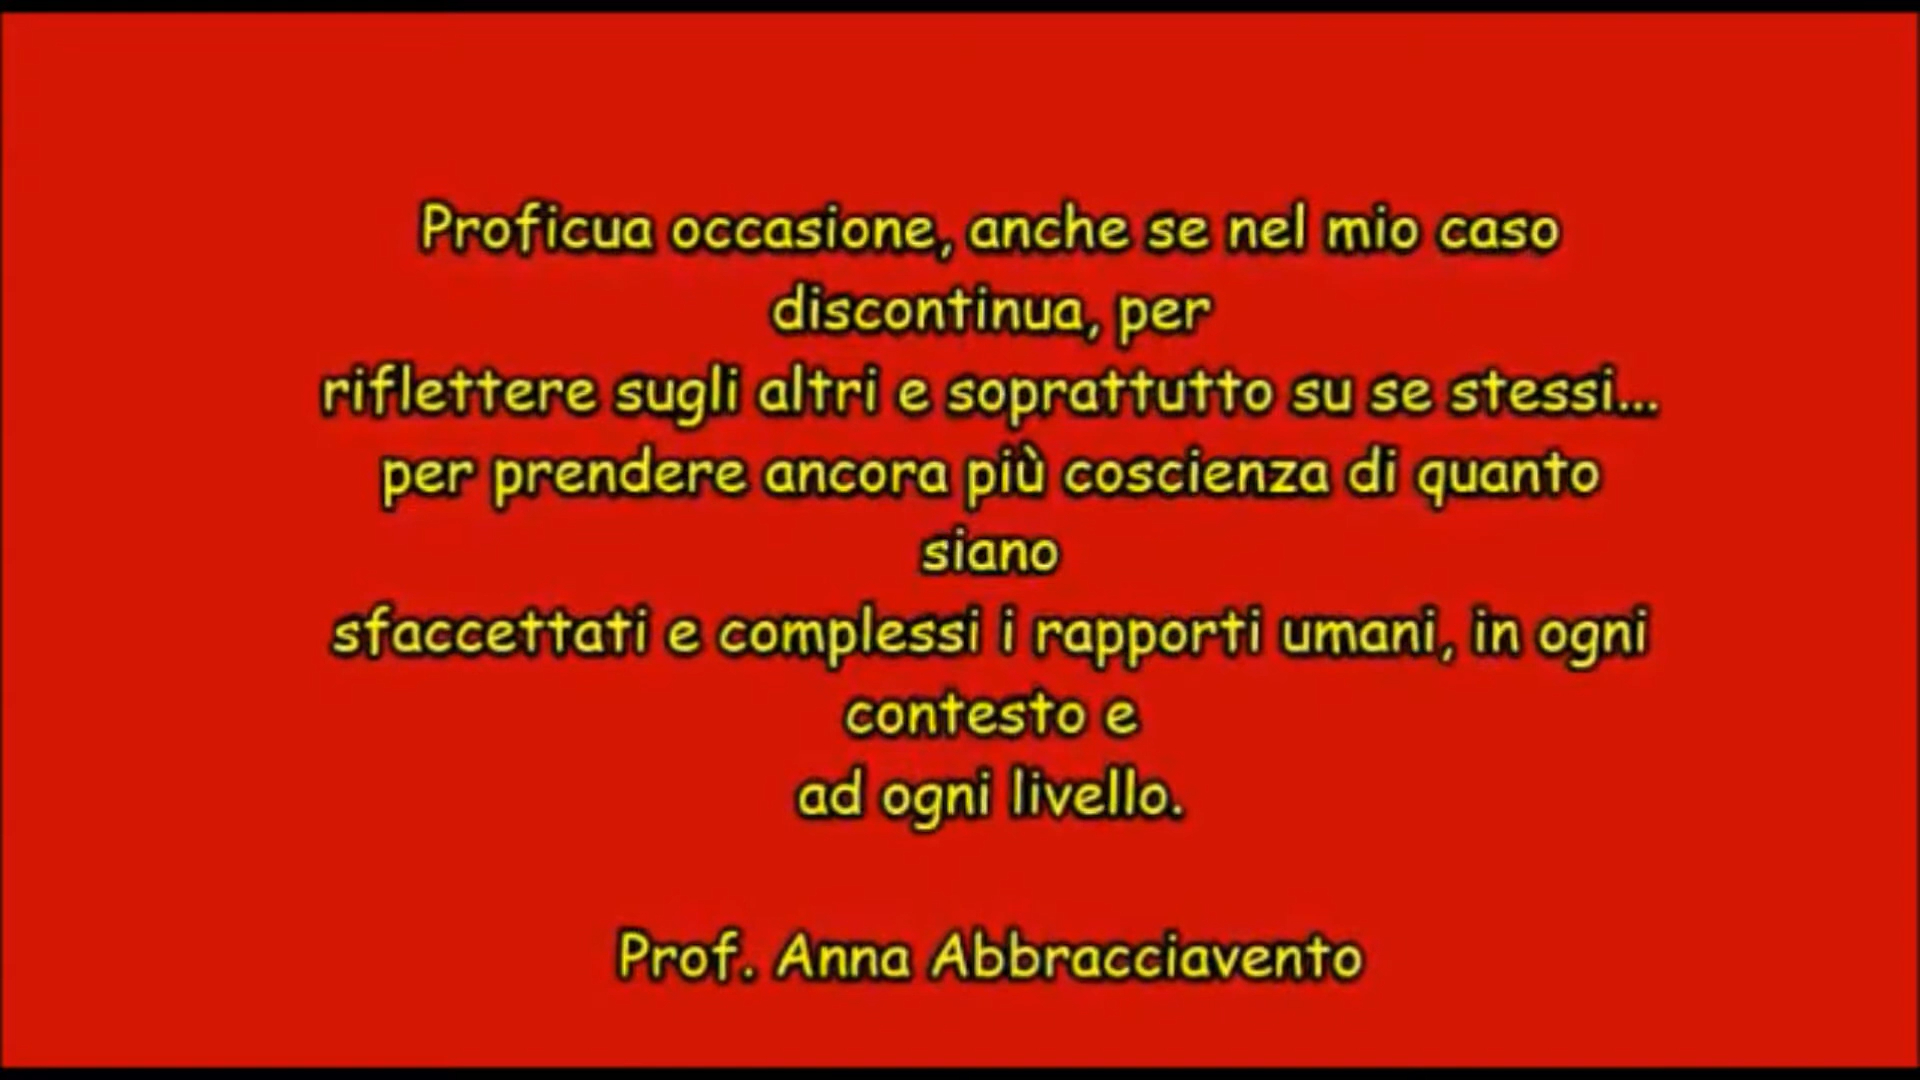 Proficua occasione, anche se nel mio caso
discontinua, per
riflettere sugli altri e soprattutto su se stessi...
per prendere ancora più coscienza di quanto
siano
sfaccettati e complessi i rapporti umani, in ogni
contesto e
ad ogni livello.
Prof. Anna Abbracciavento